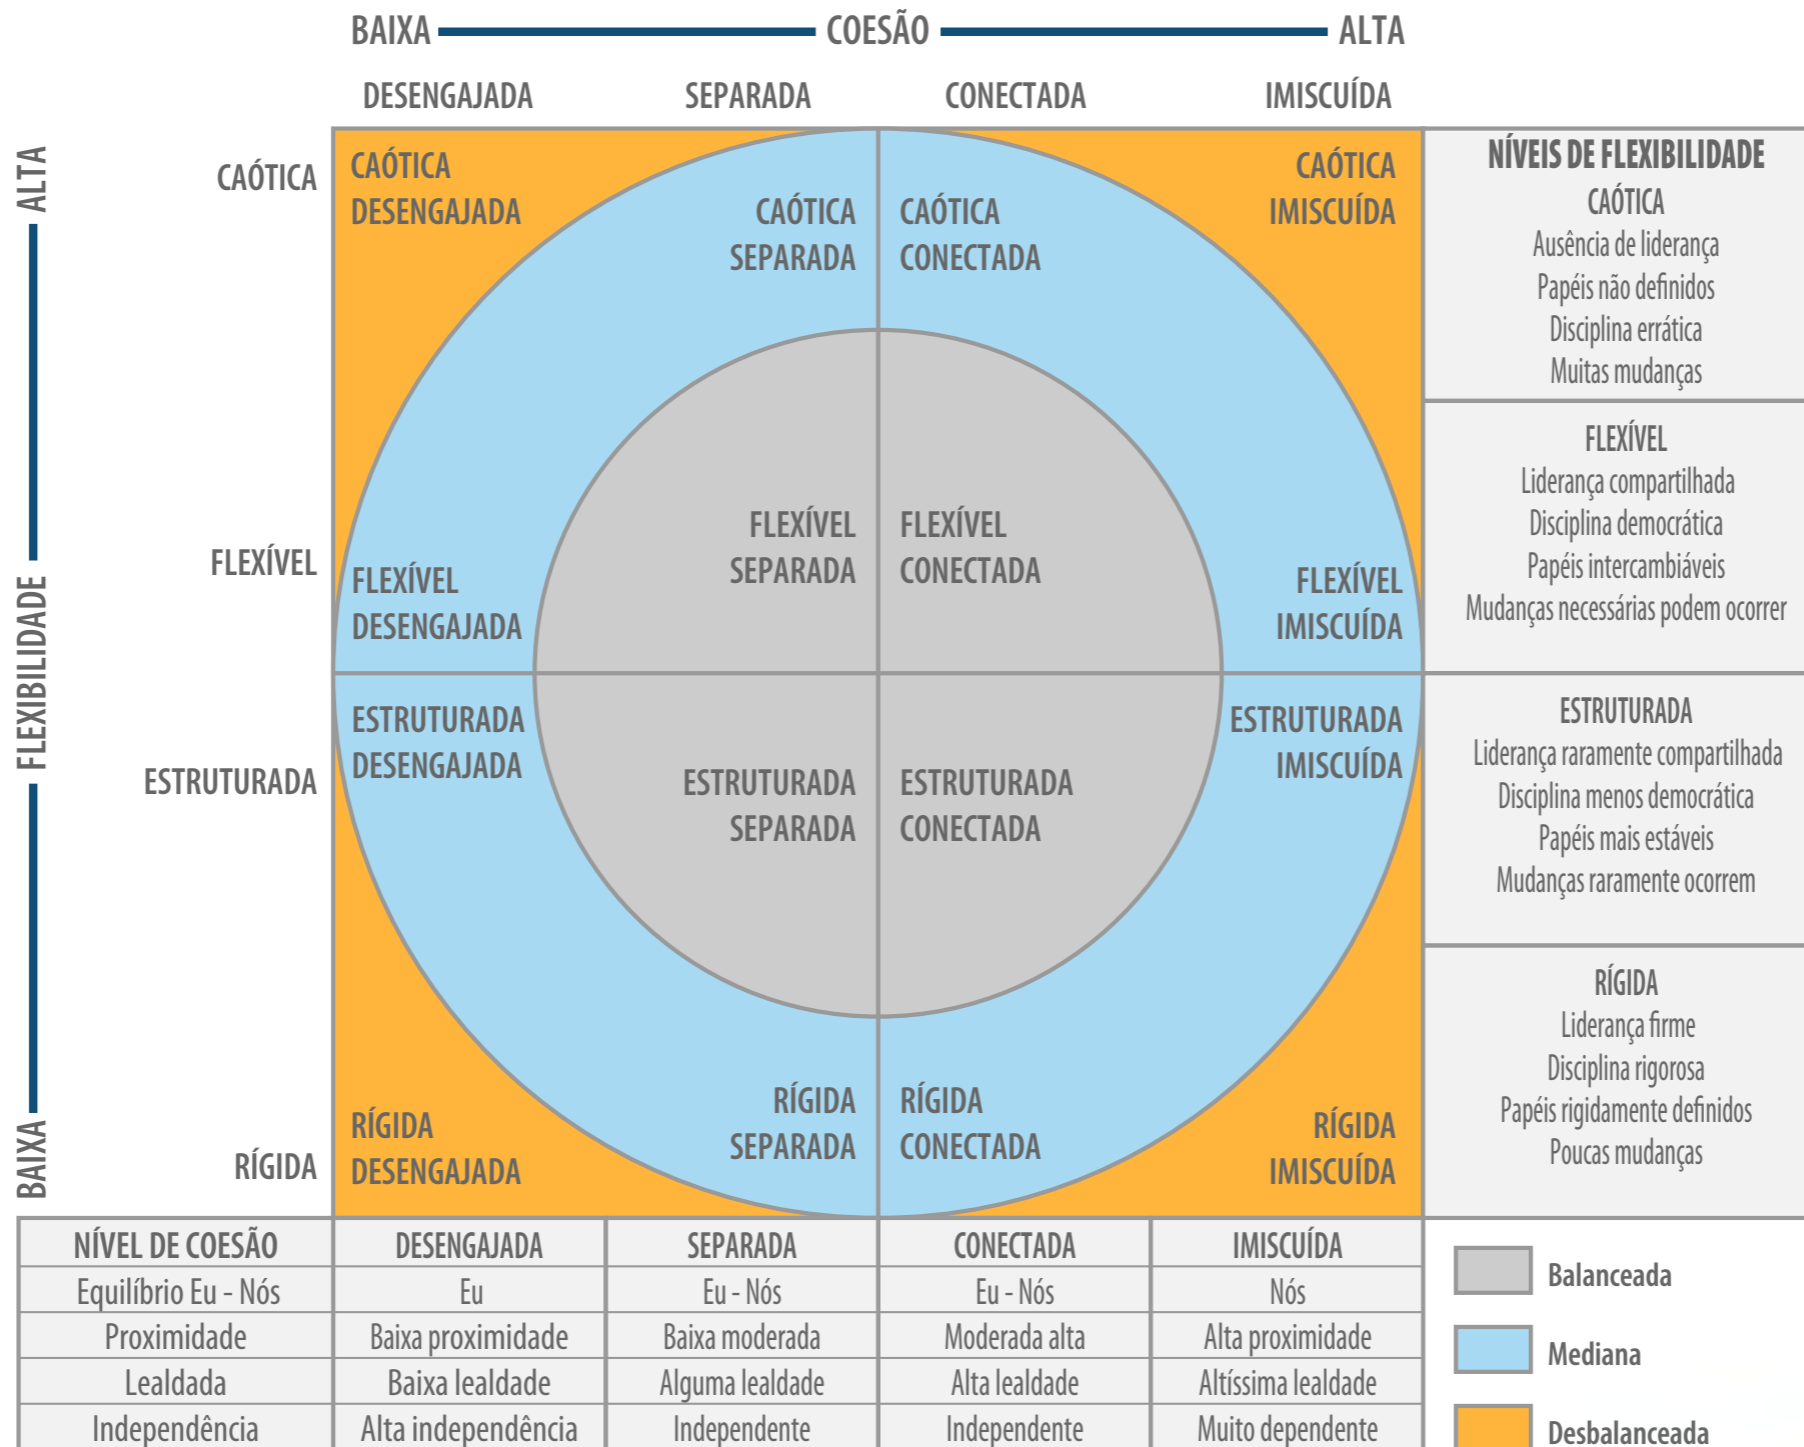 BAIXA COESÃO ALTA
DESENGAJADA SEPARADA CONECTADA IMISCUÍDA
ALTA
FLEXIBILIDADE
BAIXA
CAÓTICA
FLEXÍVEL
ESTRUTURADA
RÍGIDA
CAÓTICA
DESENGAJADA
CAÓTICA
SEPARADA
CAÓTICA
CONECTADA
CAÓTICA
IMISCUÍDA
FLEXÍVEL
DESENGAJADA
FLEXÍVEL
SEPARADA
FLEXÍVEL
CONECTADA
FLEXÍVEL
IMISCUÍDA
ESTRUTURADA
DESENGAJADA
ESTRUTURADA
SEPARADA
ESTRUTURADA
CONECTADA
ESTRUTURADA
IMISCUÍDA
RÍGIDA
DESENGAJADA
RÍGIDA
SEPARADA
RÍGIDA
CONECTADA
RÍGIDA
IMISCUÍDA
NÍVEIS DE FLEXIBILIDADE
CAÓTICA
Ausência de liderança
Papéis não definidos
Disciplina errática
Muitas mudanças
FLEXÍVEL
Liderança compartilhada
Disciplina democrática
Papéis intercambiáveis
Mudanças necessárias podem ocorrer
ESTRUTURADA
Liderança raramente compartilhada
Disciplina menos democrática
Papéis mais estáveis
Mudanças raramente ocorrem
RÍGIDA
Liderança firme
Disciplina rigorosa
Papéis rigidamente definidos
Poucas mudanças
NÍVEL DE COESÃO DESENGAJADA SEPARADA CONECTADA IMISCUÍDA
Equilíbrio Eu - Nós Eu Eu - Nós Eu - Nós Nós
Proximidade Baixa proximidade Baixa moderada Moderada alta Alta proximidade
Lealdada Baixa lealdade Alguma lealdade Alta lealdade Altíssima lealdade
Independência Alta independência Independente Independente Muito dependente
Balanceada
Mediana
Desbalanceada